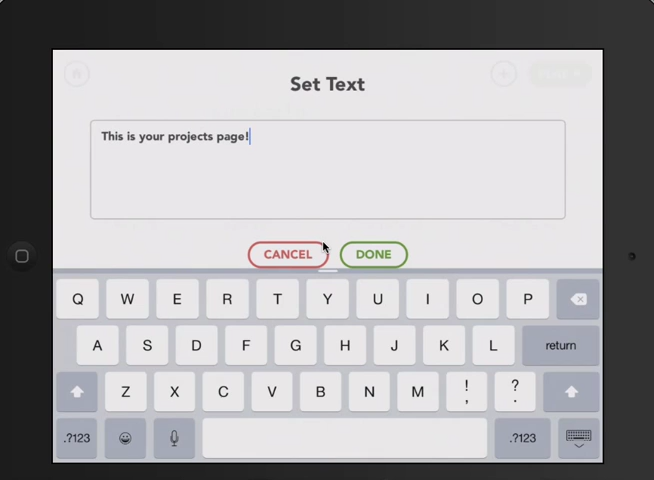 Set Text
This is your projects page!
CANCEL DONE
Q W E R T Y U I O P
A S D F G H J K L return
Z X C V B N M ! , ? .
.?123 .?123